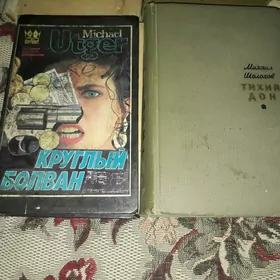 Michael
Utger
КРУГЛЫЙ
БОЛВАН
Михаил
Шолохов
ТИХИЙ
ДОН